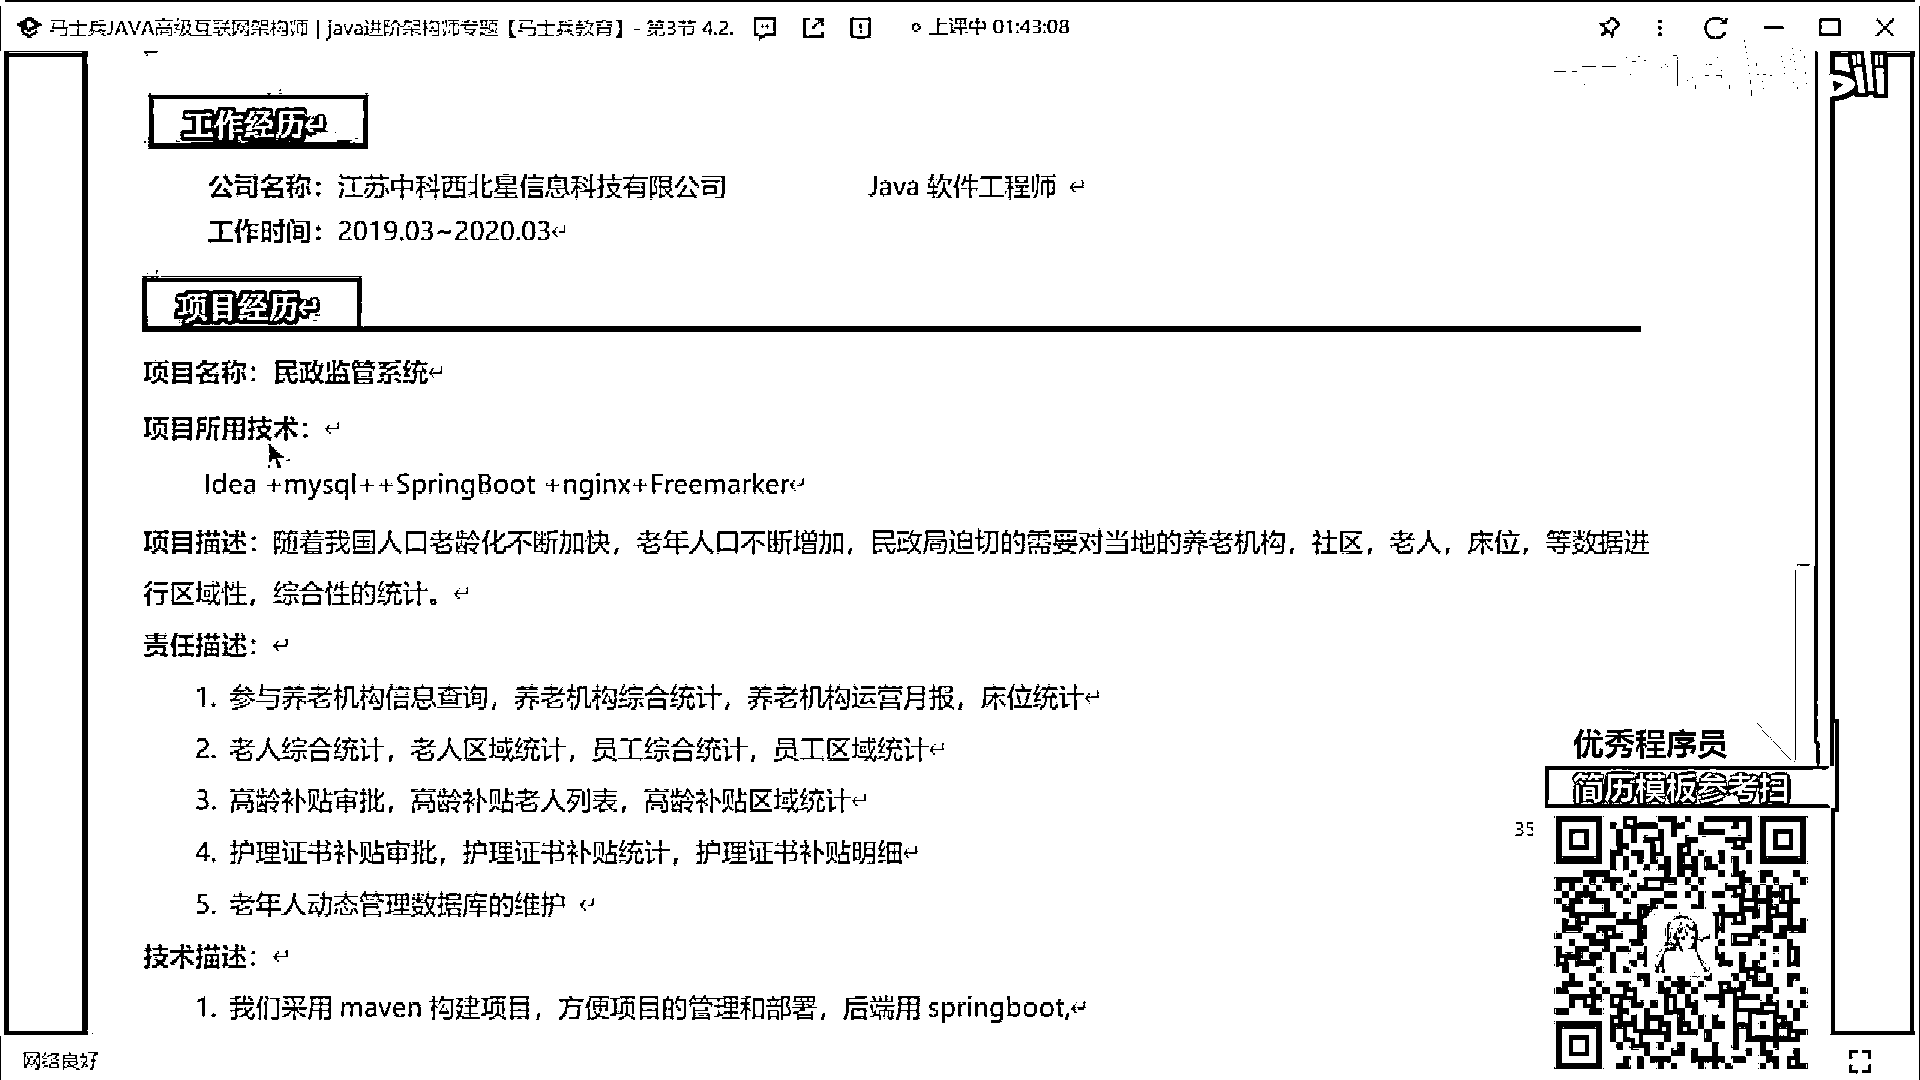 马士兵JAVA高级互联网架构师 | java进阶架构师专题【马士兵教育】- 第3节 4.2. 上课中 01:43:08
工作经历
公司名称：江苏中科西北星信息科技有限公司 Java 软件工程师
工作时间：2019.03~2020.03
项目经历
项目名称：民政监管系统
项目所用技术：
Idea +mysql++SpringBoot +nginx+Freemarker
项目描述：随着我国人口老龄化不断加快，老年人口不断增加，民政局迫切的需要对当地的养老机构，社区，老人，床位，等数据进
行区域性，综合性的统计。
责任描述：
1. 参与养老机构信息查询，养老机构综合统计，养老机构运营月报，床位统计
2. 老人综合统计，老人区域统计，员工综合统计，员工区域统计
3. 高龄补贴审批，高龄补贴老人列表，高龄补贴区域统计
4. 护理证书补贴审批，护理证书补贴统计，护理证书补贴明细
5. 老年人动态管理数据库的维护
技术描述：
1. 我们采用 maven 构建项目，方便项目的管理和部署，后端用 springboot,
优秀程序员
简历模板参考扫
35
网络良好